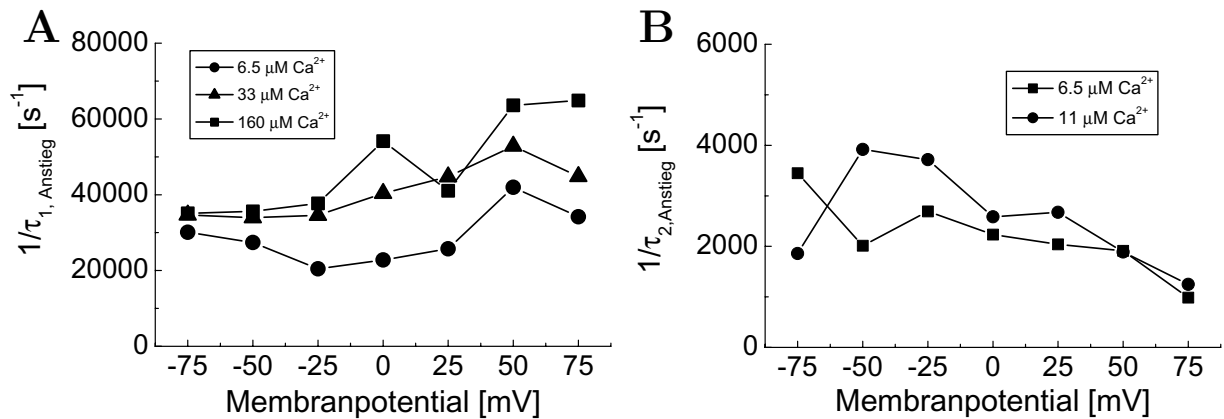 A
1/τ1, Anstieg [s⁻¹]
80000
60000
40000
20000
0
6.5 μM Ca²⁺
33 μM Ca²⁺
160 μM Ca²⁺
-75 -50 -25 0 25 50 75
Membranpotential [mV]
B
1/τ2,Anstieg [s⁻¹]
6000
4000
2000
0
6.5 μM Ca²⁺
11 μM Ca²⁺
-75 -50 -25 0 25 50 75
Membranpotential [mV]